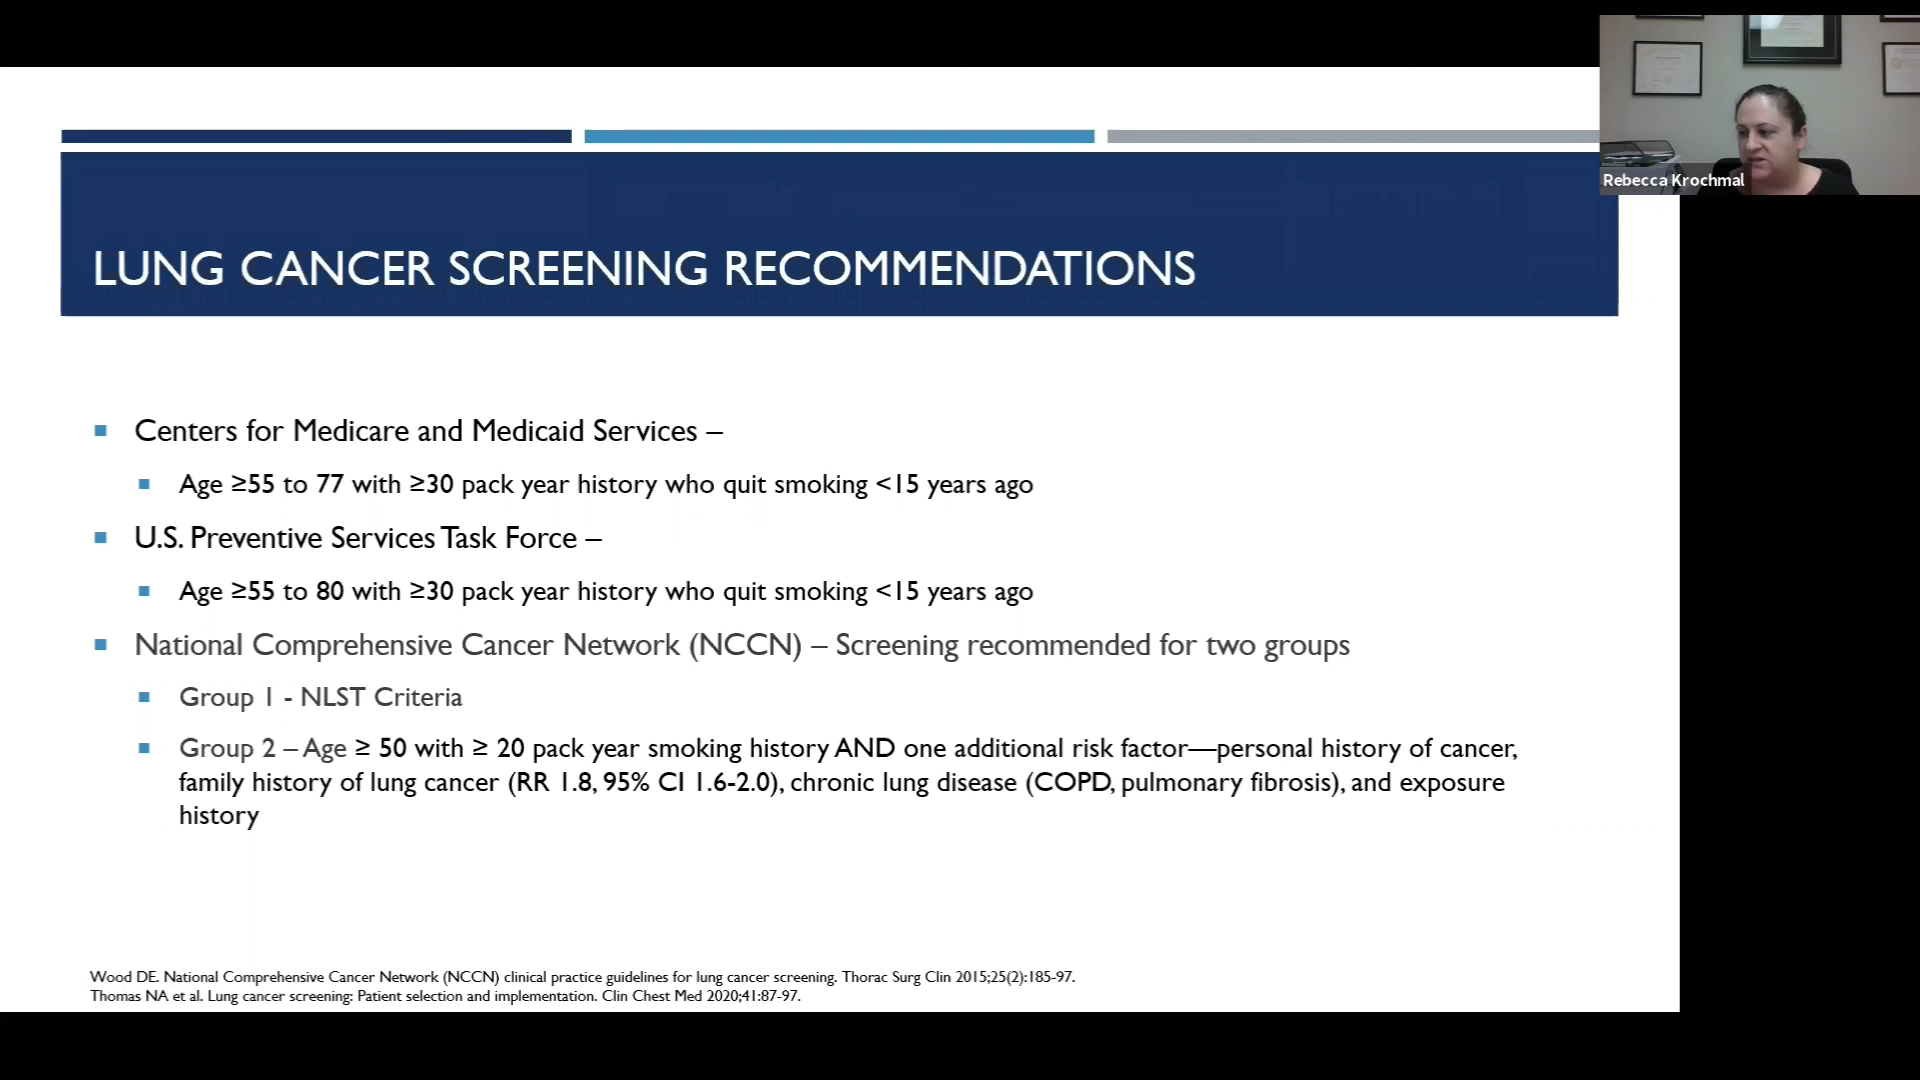 Rebecca Krochmal
LUNG CANCER SCREENING RECOMMENDATIONS
Centers for Medicare and Medicaid Services –
Age ≥55 to 77 with ≥30 pack year history who quit smoking <15 years ago
U.S. Preventive Services Task Force –
Age ≥55 to 80 with ≥30 pack year history who quit smoking <15 years ago
National Comprehensive Cancer Network (NCCN) – Screening recommended for two groups
Group 1 - NLST Criteria
Group 2 – Age ≥ 50 with ≥ 20 pack year smoking history AND one additional risk factor—personal history of cancer,
family history of lung cancer (RR 1.8, 95% CI 1.6-2.0), chronic lung disease (COPD, pulmonary fibrosis), and exposure
history
Wood DE. National Comprehensive Cancer Network (NCCN) clinical practice guidelines for lung cancer screening. Thorac Surg Clin 2015;25(2):185-97.
Thomas NA et al. Lung cancer screening: Patient selection and implementation. Clin Chest Med 2020;41:87-97.